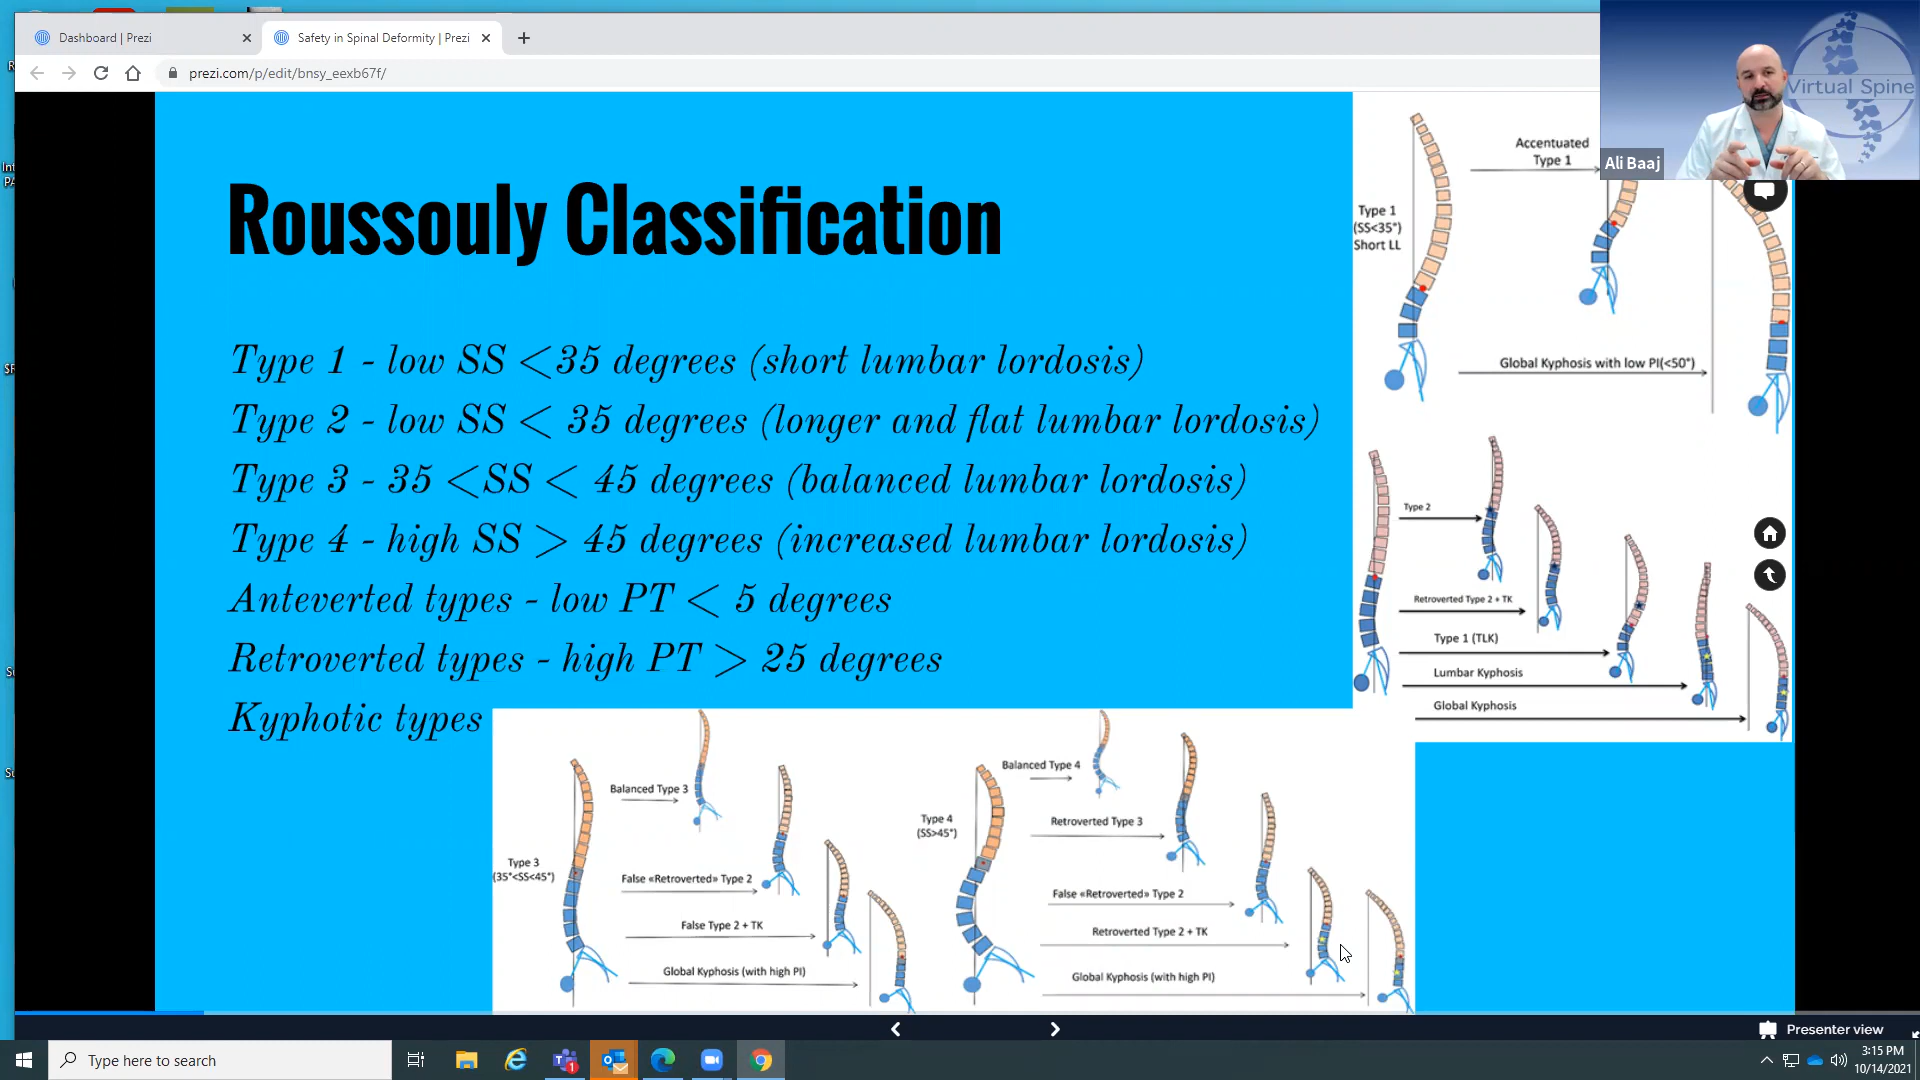 Dashboard | Prezi
Safety in Spinal Deformity | Prezi
prezi.com/p/edit/bnsy_eexb67f/
Virtual Spine
Ali Baaj
Roussouly Classification
Type 1 - low SS <35 degrees (short lumbar lordosis)
Type 2 - low SS < 35 degrees (longer and flat lumbar lordosis)
Type 3 - 35 <SS < 45 degrees (balanced lumbar lordosis)
Type 4 - high SS > 45 degrees (increased lumbar lordosis)
Anteverted types - low PT < 5 degrees
Retroverted types - high PT > 25 degrees
Kyphotic types
Accentuated
Type 1
Type 1
(SS<35°)
Short LL
Global Kyphosis with low PI(<50°)
Type 2
Retroverted Type 2 + TK
Type 1 (TLK)
Lumbar Kyphosis
Global Kyphosis
Balanced Type 3
Type 3
(35°<SS<45°)
False «Retroverted» Type 2
False Type 2 + TK
Global Kyphosis (with high PI)
Balanced Type 4
Type 4
(SS>45°)
Retroverted Type 3
False «Retroverted» Type 2
Retroverted Type 2 + TK
Global Kyphosis (with high PI)
Presenter view
Type here to search
1
3:15 PM
10/14/2021